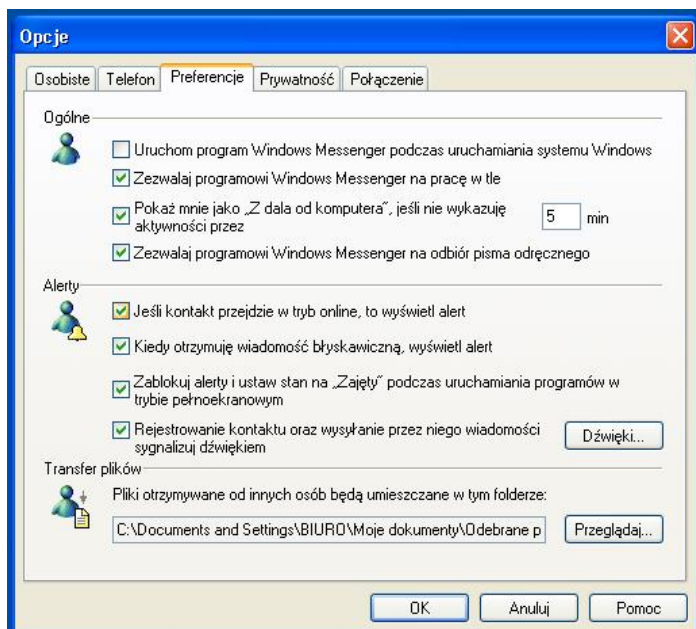 Opcje
Osobiste Telefon Preferencje Prywatność Połączenie
Ogólne
Uruchom program Windows Messenger podczas uruchamiania systemu Windows
Zezwalaj programowi Windows Messenger na pracę w tle
Pokaż mnie jako „Z dala od komputera”, jeśli nie wykazuję
aktywności przez
5 min
Zezwalaj programowi Windows Messenger na odbiór pisma odręcznego
Alerty
Jeśli kontakt przejdzie w tryb online, to wyświetl alert
Kiedy otrzymuję wiadomość błyskawiczną, wyświetl alert
Zablokuj alerty i ustaw stan na „Zajęty” podczas uruchamiania programów w
trybie pełnoekranowym
Rejestrowanie kontaktu oraz wysyłanie przez niego wiadomości
sygnalizuj dźwiękiem
Dźwięki...
Transfer plików
Pliki otrzymywane od innych osób będą umieszczane w tym folderze:
C:\Documents and Settings\BIURO\Moje dokumenty\Odebrane p
Przeglądaj...
OK Anuluj Pomoc